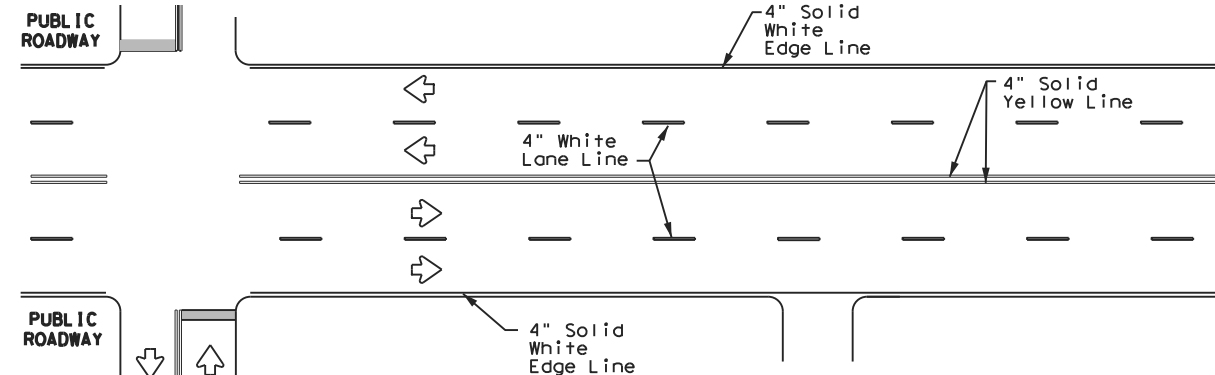 PUBLIC
ROADWAY
4" Solid
White
Edge Line
4" Solid
Yellow Line
4" White
Lane Line
PUBLIC
ROADWAY
4" Solid
White
Edge Line